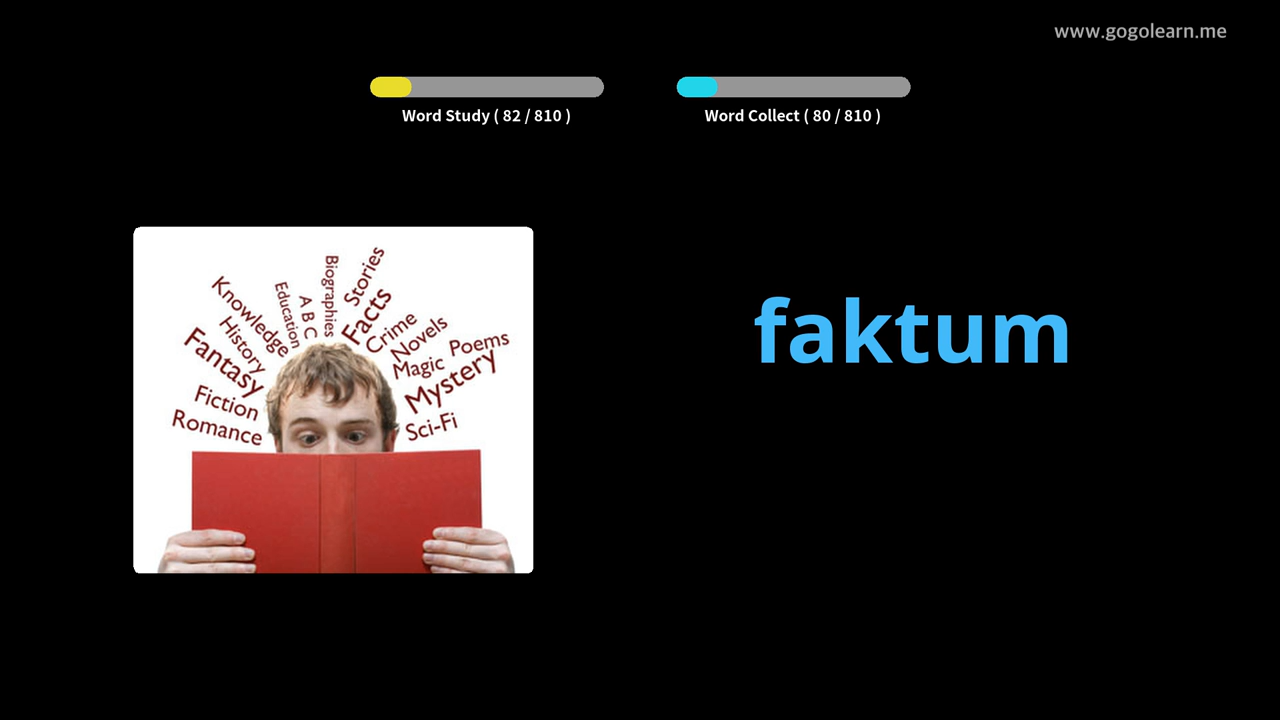 www.gogolearn.me
Word Study ( 82 / 810 )
Word Collect ( 80 / 810 )
faktum
Romance
Fiction
Fantasy
History
Knowledge
Education
A B C
Biographies
Stories
Facts
Crime
Novels
Poems
Magic
Mystery
Sci-Fi